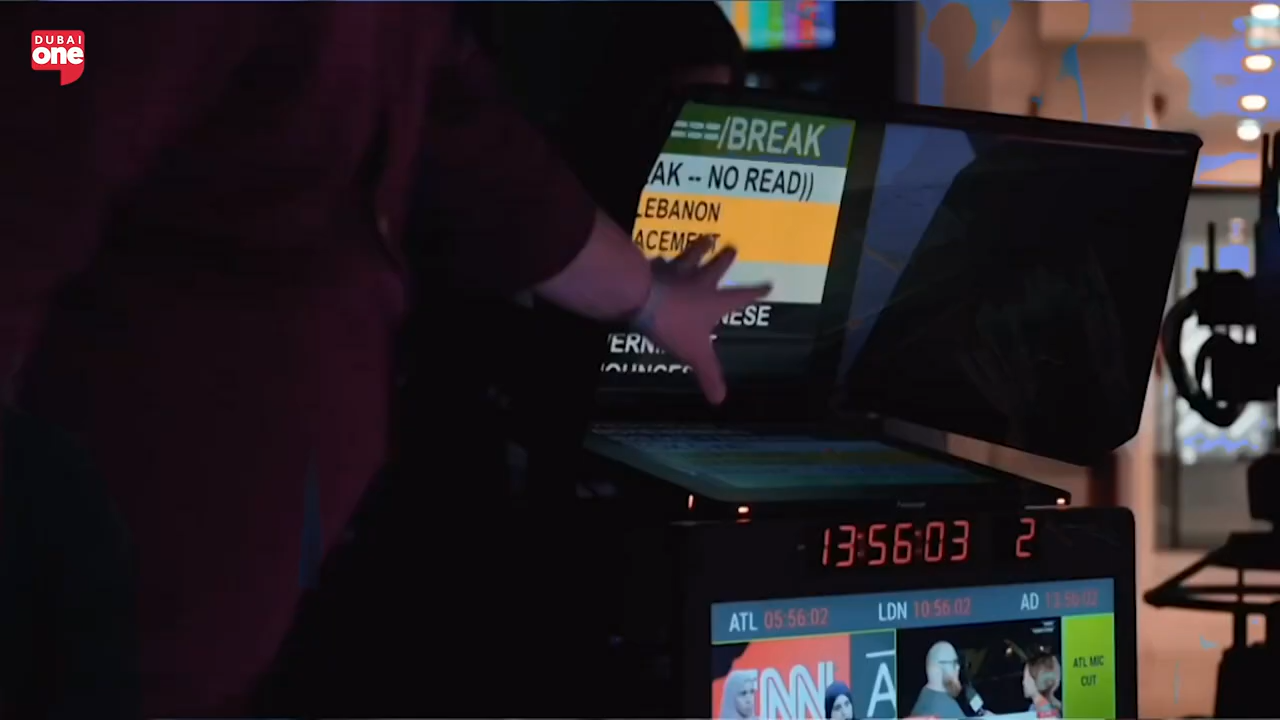 DUBAI
one
===/BREAK
AK -- NO READ))
LEBANON
ACEMENT
NESE
13:56:03 2
ATL 05:56:02 LDN 10:56:02 AD 13:56:02
CNN
A
ATL MIC
CUT